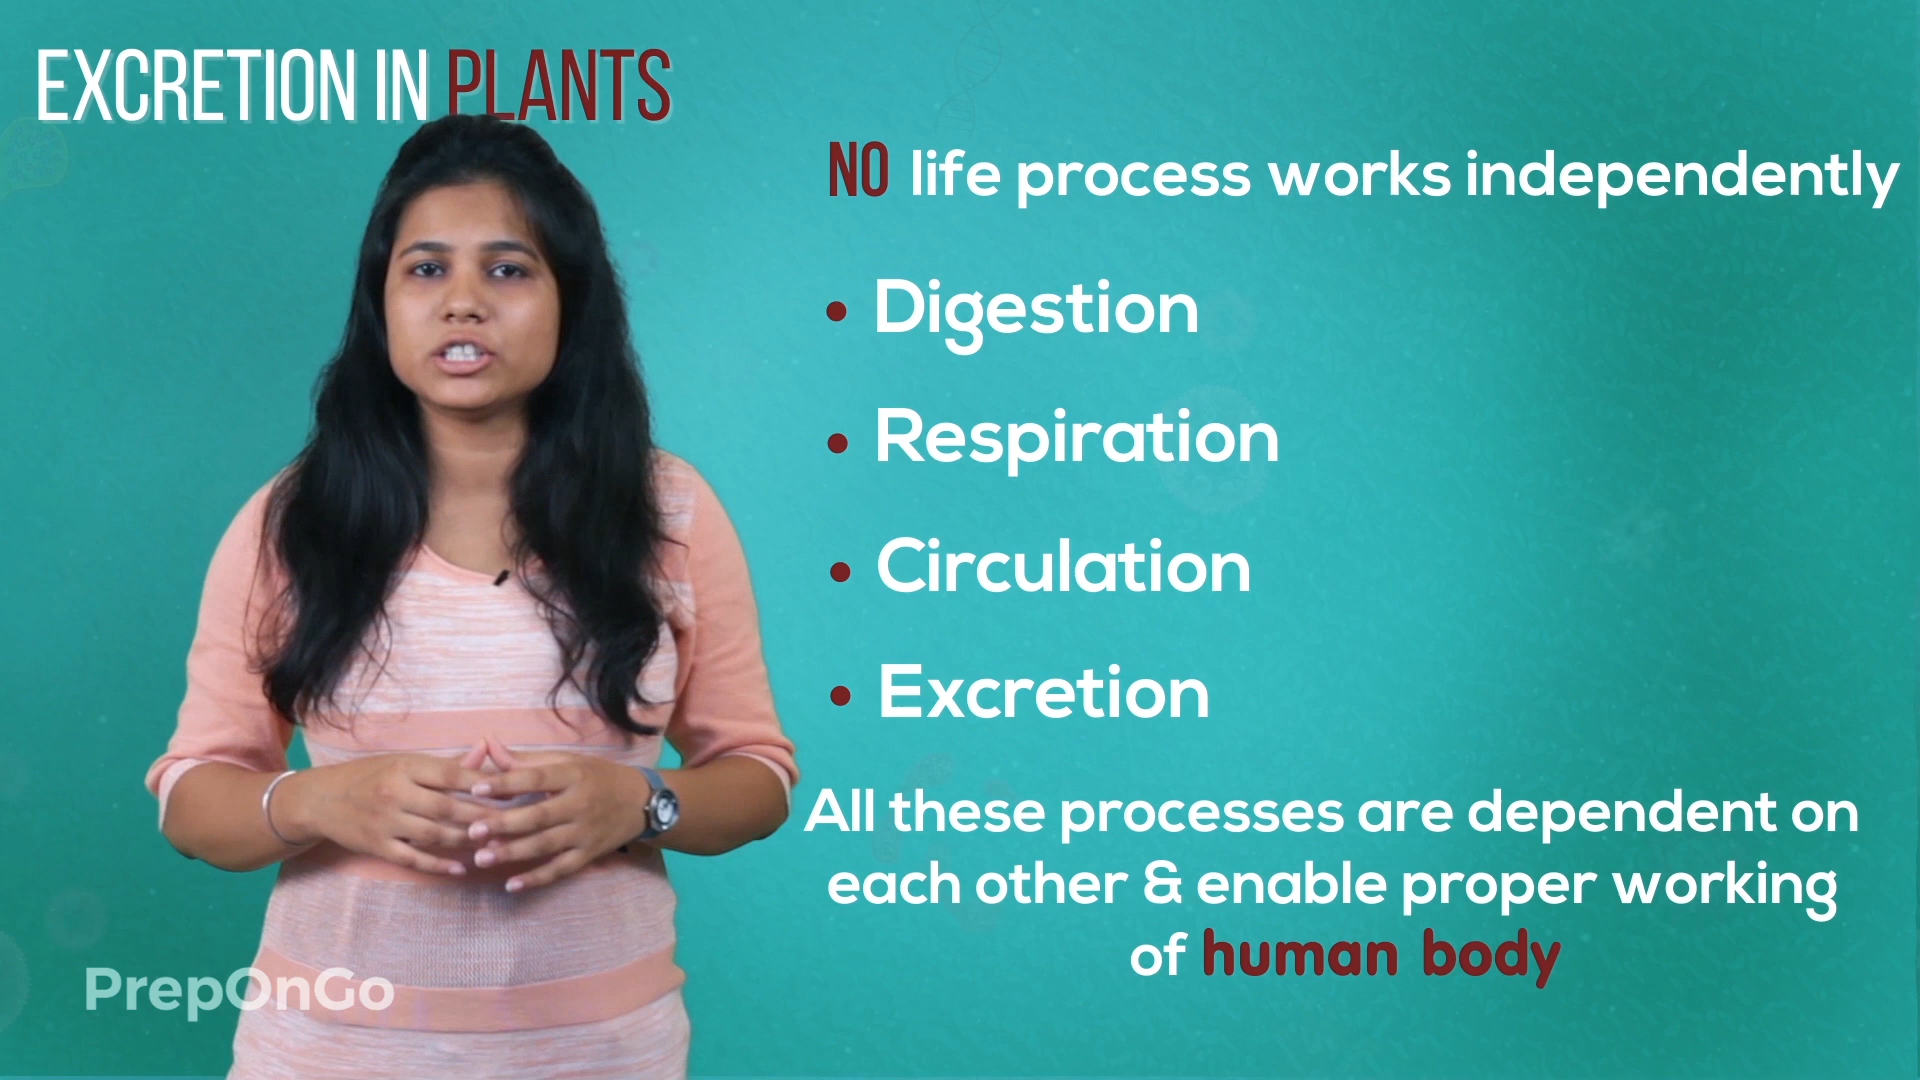 EXCRETION IN PLANTS
NO life process works independently
• Digestion
• Respiration
• Circulation
• Excretion
All these processes are dependent on
each other & enable proper working
of human body
PrepOnGo